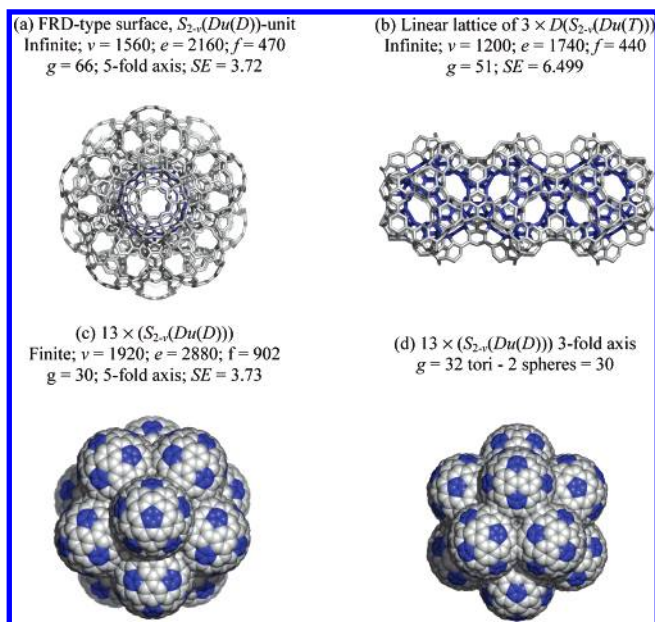 (a) FRD-type surface, S₂₋ᵥ(Du(D))-unit
Infinite; v = 1560; e = 2160; f = 470
g = 66; 5-fold axis; SE = 3.72
(b) Linear lattice of 3 × D(S₂₋ᵥ(Du(T)))
Infinite; v = 1200; e = 1740; f = 440
g = 51; SE = 6.499
(c) 13 × (S₂₋ᵥ(Du(D)))
Finite; v = 1920; e = 2880; f = 902
g = 30; 5-fold axis; SE = 3.73
(d) 13 × (S₂₋ᵥ(Du(D))) 3-fold axis
g = 32 tori - 2 spheres = 30